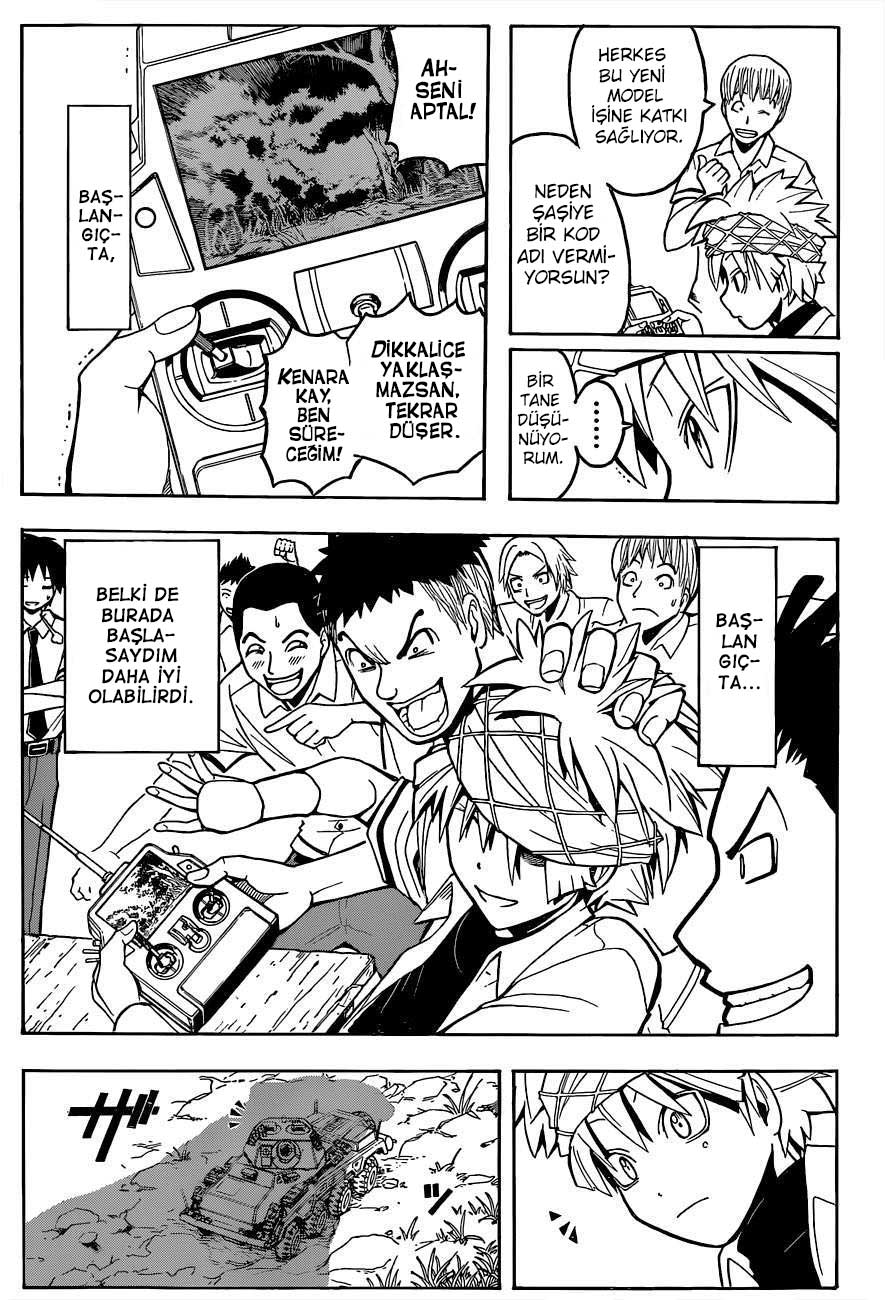 HERKES
BU YENİ
MODEL
İŞİNE KATKI
SAĞLIYOR.
NEDEN
ŞAŞİYE
BİR KOD
ADI VERMİ-
YORSUN?
......
BİR
TANE
DÜŞÜ-
NÜYO-
RUM.
AH-
SENİ
APTAL!
BAŞ-
LAN-
GIÇ-
TA,
DİKKALİCE
YAKLAŞ-
MAZSAN,
TEKRAR
DÜŞER.
KENARA
KAY,
BEN
SÜRE-
CEĞİM!
BAŞ-
LAN
GIÇ-
TA...
BELKİ DE
BURADA
BAŞLA-
SAYDIM
DAHA İYİ
OLABİLİRDİ.